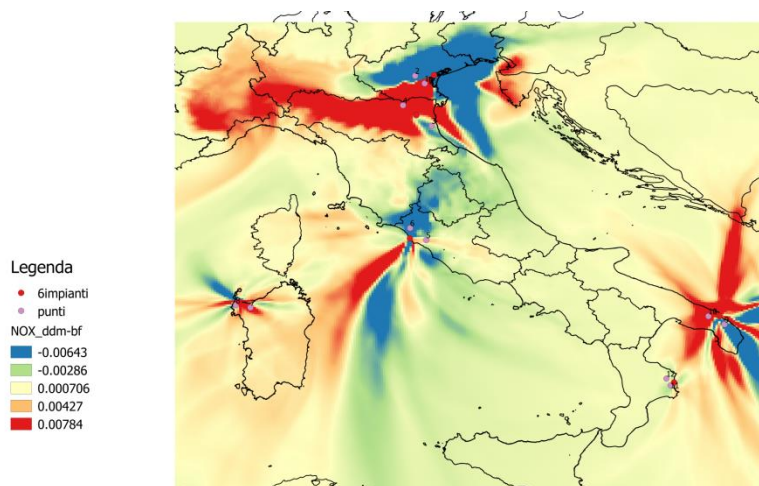 Legenda
6impianti
punti
NOX_ddm-bf
-0.00643
-0.00286
0.000706
0.00427
0.00784